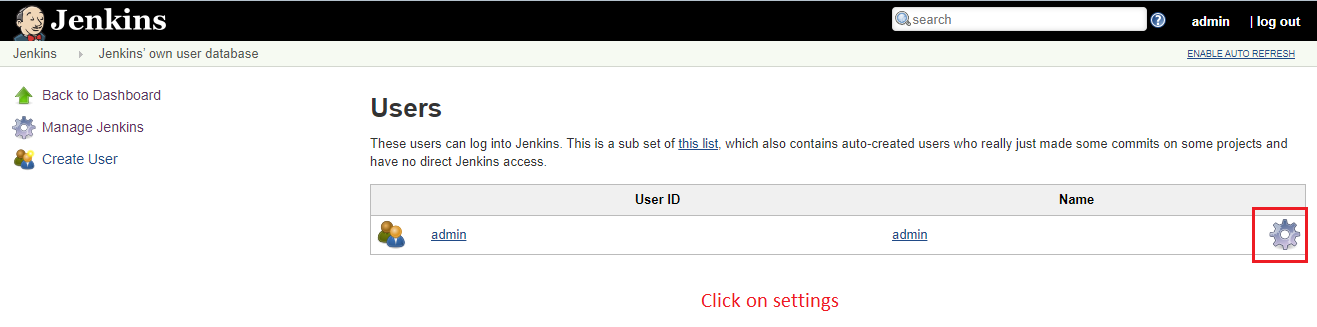 Jenkins
search
admin
| log out
Jenkins
Jenkins' own user database
ENABLE AUTO REFRESH
Back to Dashboard
Manage Jenkins
Create User
Users
These users can log into Jenkins. This is a sub set of this list, which also contains auto-created users who really just made some commits on some projects and
have no direct Jenkins access.
User ID
Name
admin
admin
Click on settings